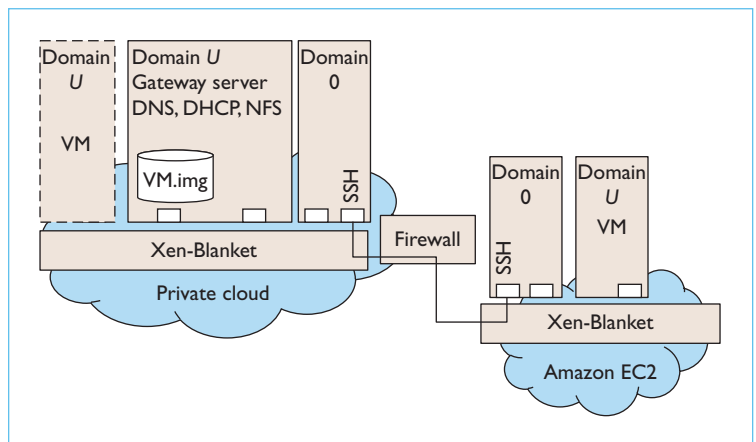 Domain
U
VM
Domain U
Gateway server
DNS, DHCP, NFS
VM.img
Domain
0
SSH
Xen-Blanket
Private cloud
Firewall
Domain
0
SSH
Domain
U
VM
Xen-Blanket
Amazon EC2